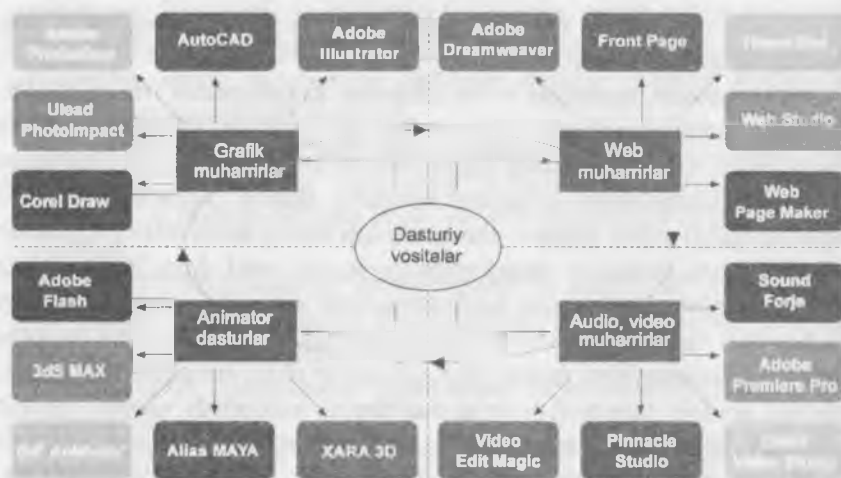 AutoCAD
Adobe
Illustrator
Adobe
Dreamweaver
Front Page
Ulead
PhotoImpact
Grafik
muharrirlar
Web
muharrirlar
Web Studio
Corel Draw
Web
Page Maker
Dasturiy
vositalar
Adobe
Flash
Animator
dasturlar
Audio, video
muharrirlar
Sound
Forje
3dS MAX
Adobe
Premiere Pro
Alias MAYA
XARA 3D
Video
Edit Magic
Pinnacle
Studio